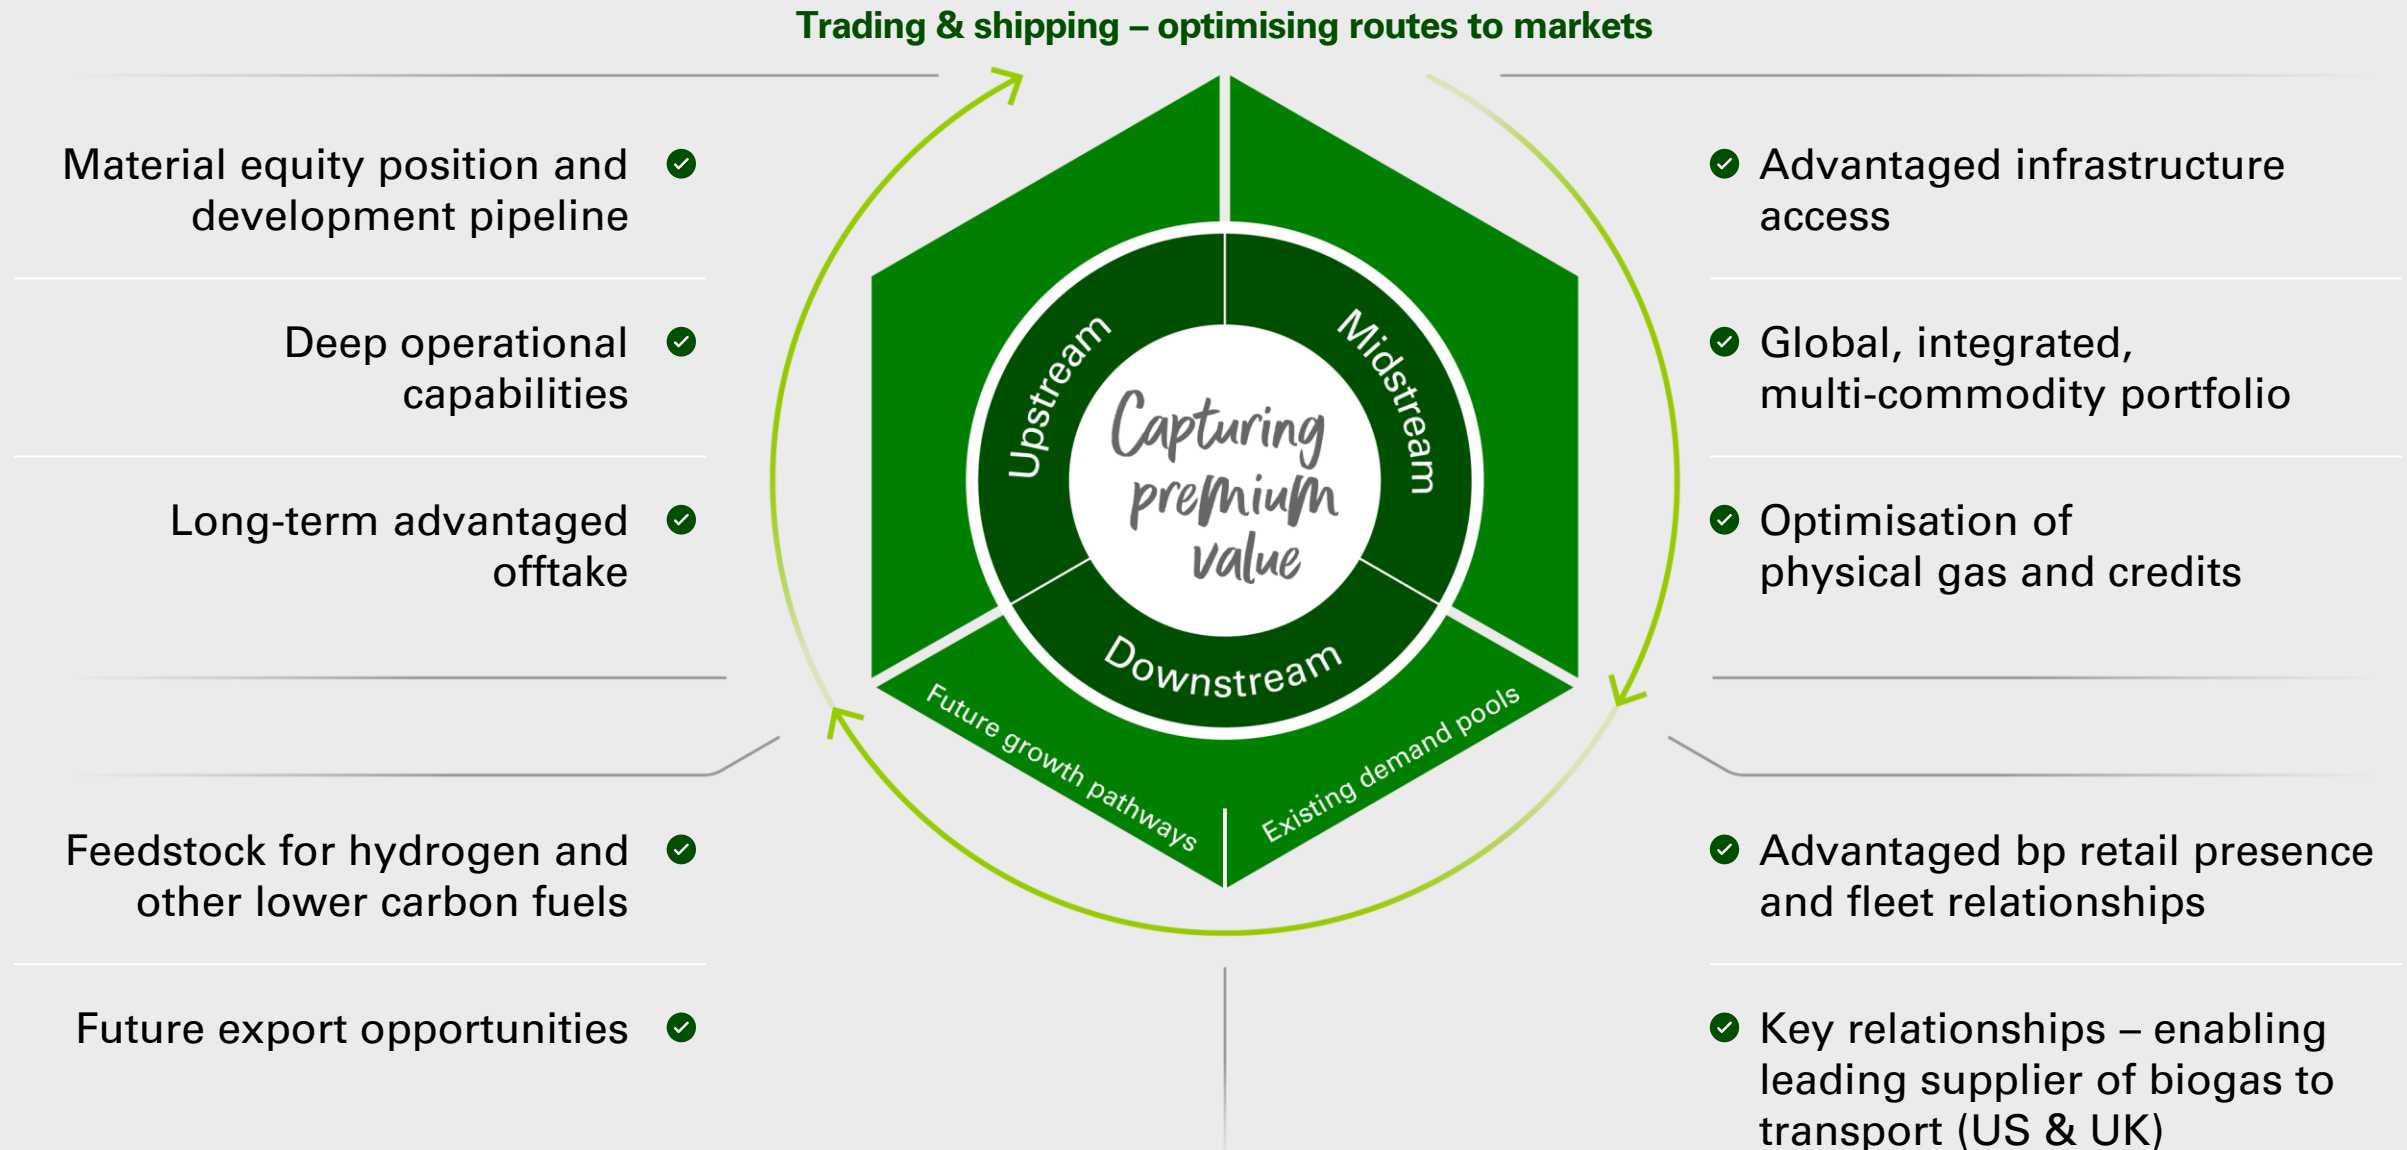 Trading & shipping – optimising routes to markets
Material equity position and
development pipeline
Deep operational
capabilities
Long-term advantaged
offtake
Feedstock for hydrogen and
other lower carbon fuels
Future export opportunities
Upstream
Midstream
Downstream
Capturing
premium
value
Future growth pathways
Existing demand pools
Advantaged infrastructure
access
Global, integrated,
multi-commodity portfolio
Optimisation of
physical gas and credits
Advantaged bp retail presence
and fleet relationships
Key relationships – enabling
leading supplier of biogas to
transport (US & UK)